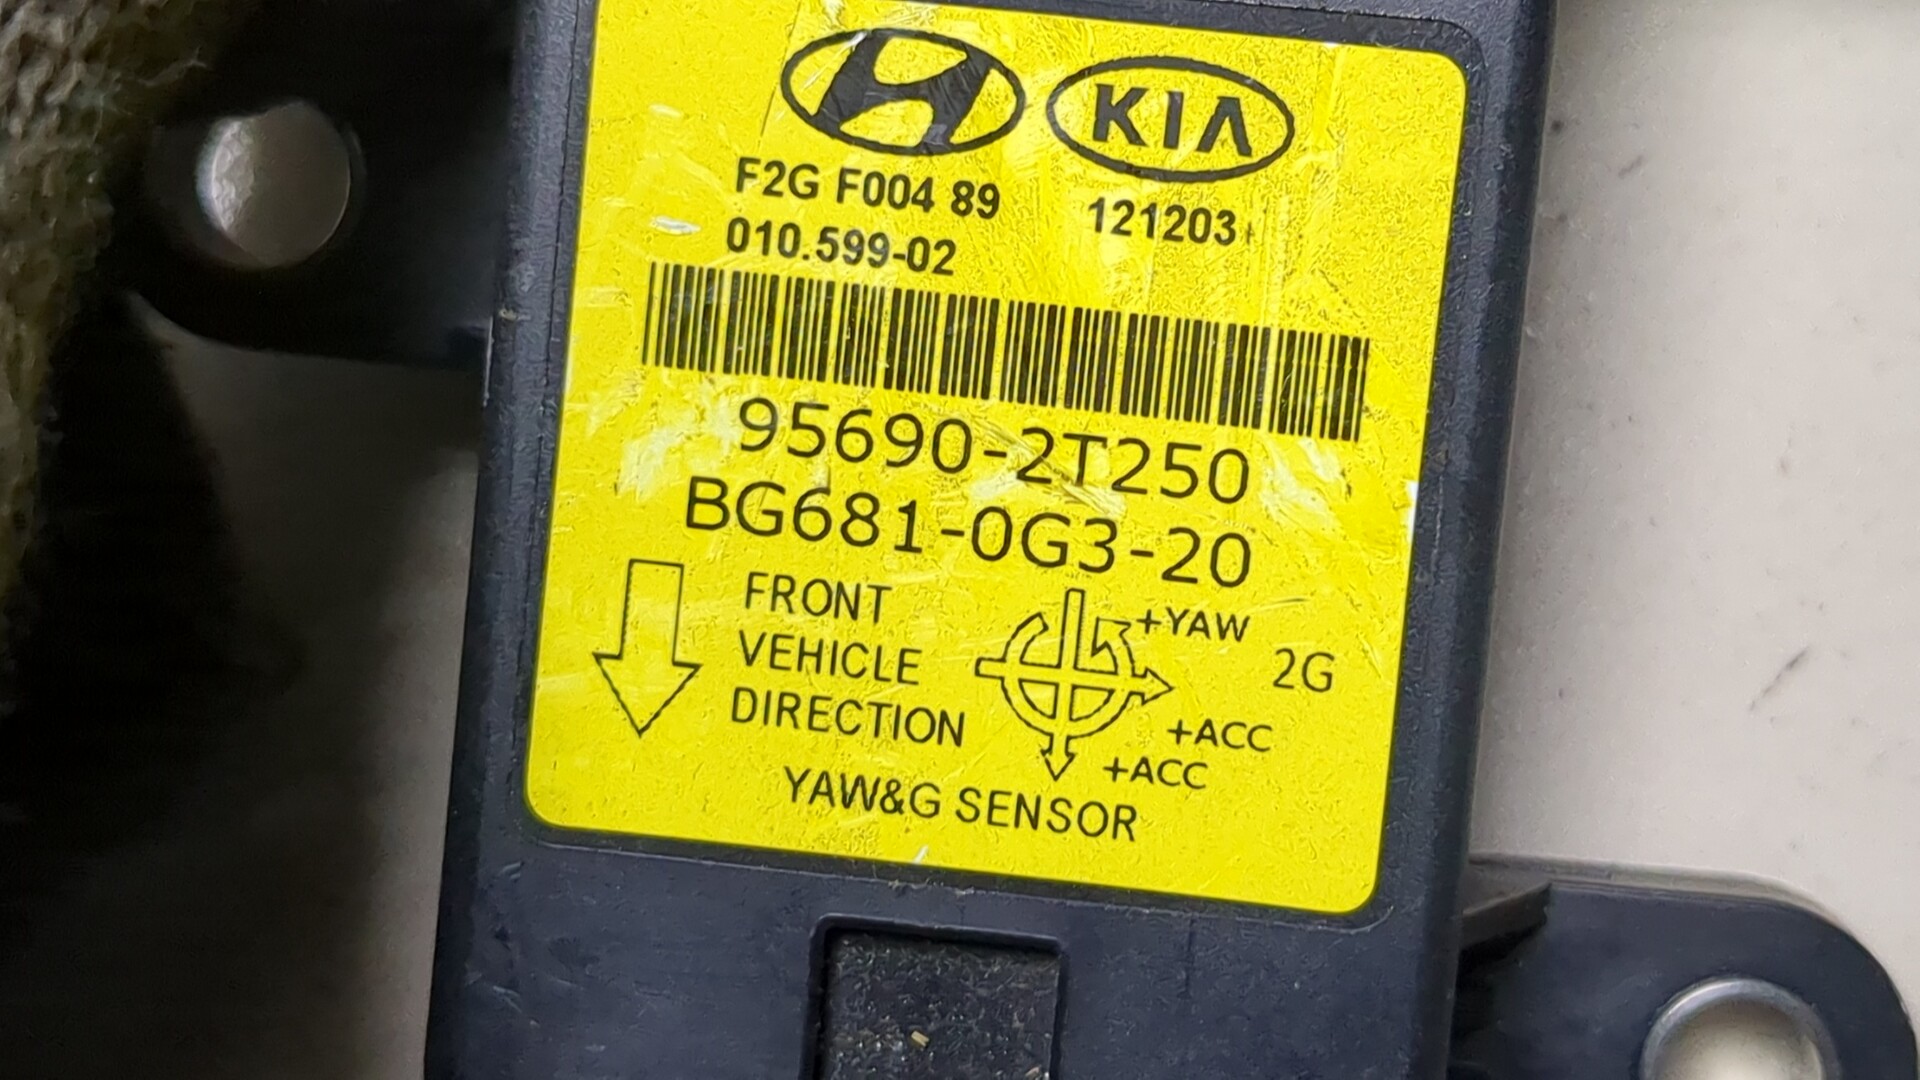 KIA
F2G F004 89
121203
010.599-02
95690-2T250
BG681-0G3-20
FRONT
VEHICLE
DIRECTION
+YAW
2G
+ACC
+ACC
YAW&G SENSOR